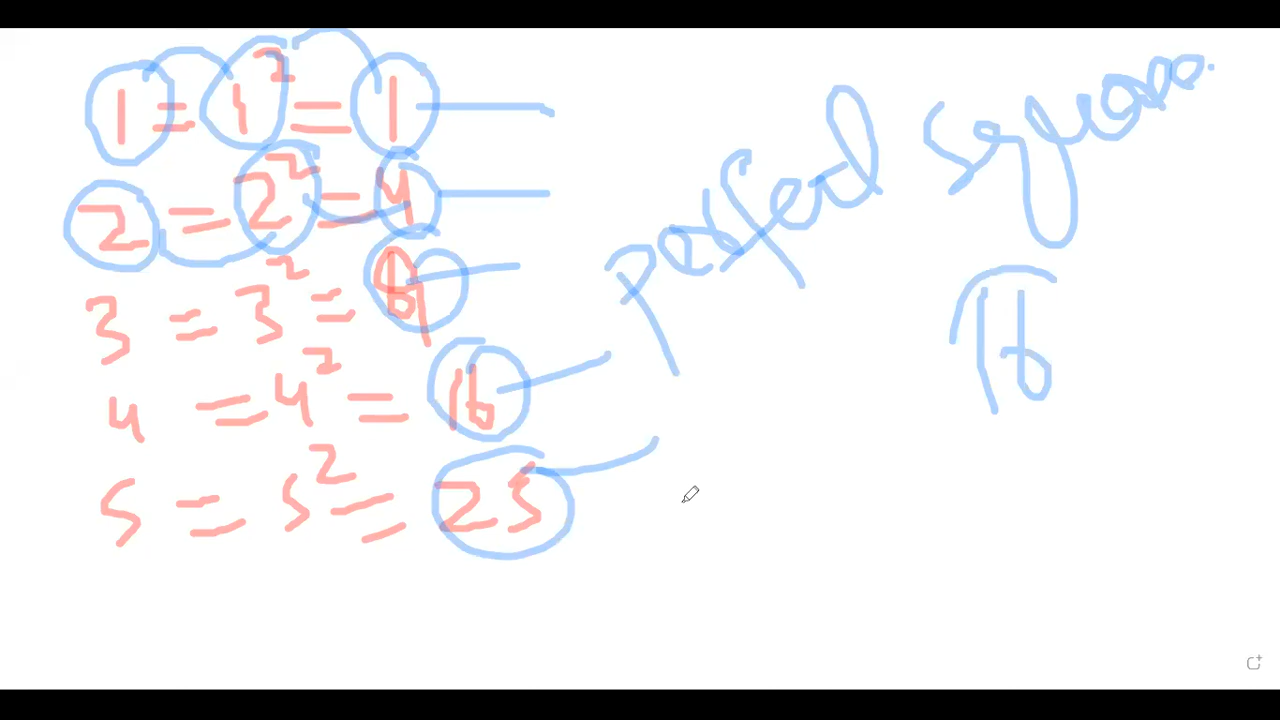 1 = 1² = 1
2 = 2² = 4
3 = 3² = 9
4 = 4² = 16
5 = 5² = 25
perfect square.
16